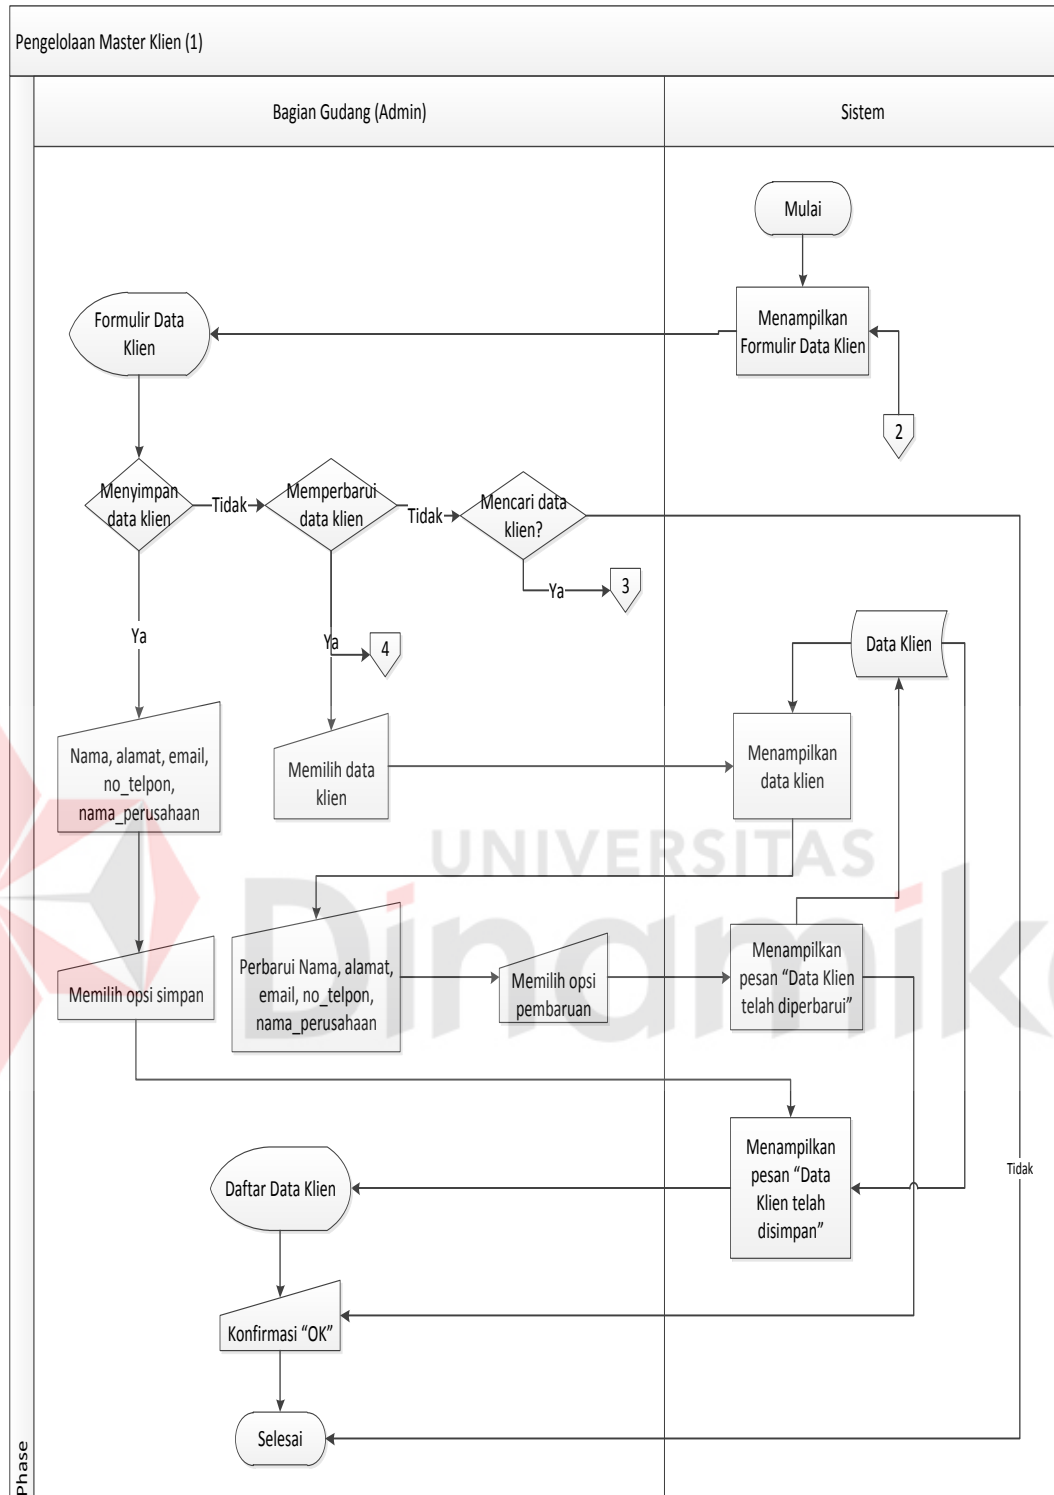 Pengelolaan Master Klien (1)
Bagian Gudang (Admin)
Sistem
Mulai
Menampilkan
Formulir Data Klien
Formulir Data
Klien
2
Menyimpan
data klien
Tidak
Memperbarui
data klien
Tidak
Mencari data
klien?
Ya
3
Ya
Ya
4
Data Klien
Nama, alamat, email,
no_telpon,
nama_perusahaan
Memilih data
klien
Menampilkan
data klien
UNIVERSITAS
Dinamika
Memilih opsi simpan
Perbarui Nama, alamat,
email, no_telpon,
nama_perusahaan
Memilih opsi
pembaruan
Menampilkan
pesan “Data Klien
telah diperbarui”
Menampilkan
pesan “Data
Klien telah
disimpan”
Tidak
Daftar Data Klien
Konfirmasi “OK”
Selesai
Phase